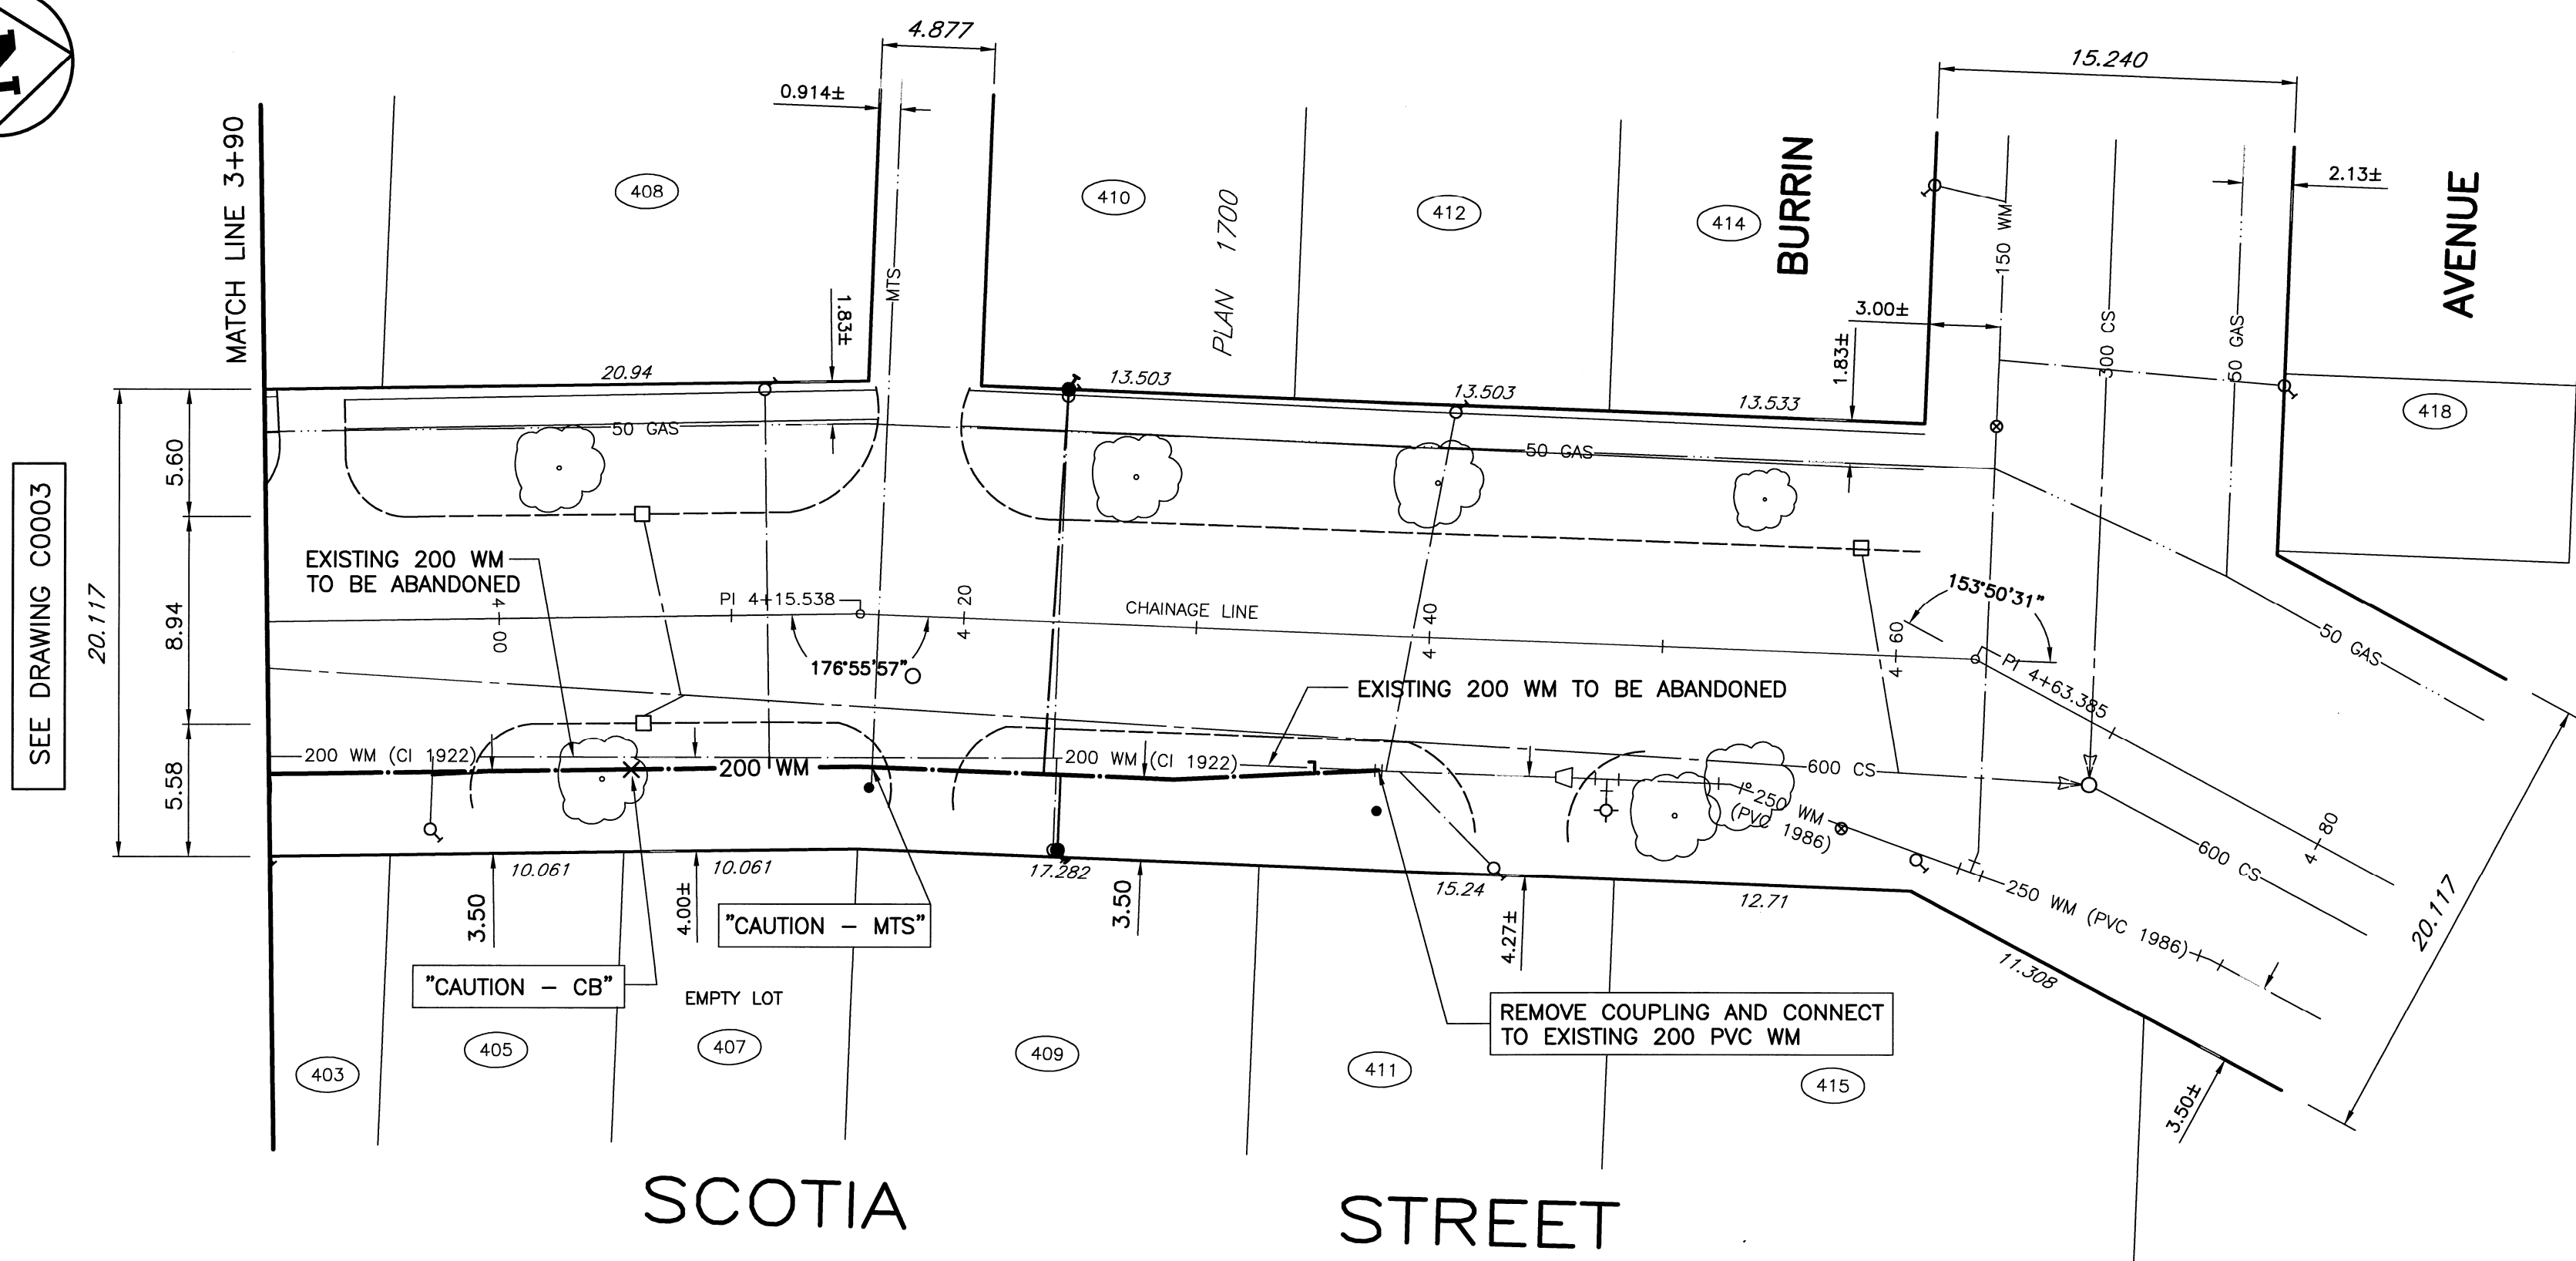 N
4.877
15.240
0.914±
MATCH LINE 3+90
408
410
412
414
PLAN 1700
BURRIN
AVENUE
2.13±
MTS
150 WM
300 CS
50 GAS
1.83±
3.00±
1.83±
20.94
13.503
13.503
13.533
418
50 GAS
50 GAS
SEE DRAWING C0003
20.117
5.60
8.94
5.58
EXISTING 200 WM
TO BE ABANDONED
4 00
PI 4+15.538
4 20
CHAINAGE LINE
4 40
4 60
153°50'31"
50 GAS
176°55'57"
EXISTING 200 WM TO BE ABANDONED
PI 4+63.385
200 WM (CI 1922)
200 WM
200 WM (CI 1922)
600 CS
250 WM
(PVC 1986)
4 80
600 CS
250 WM (PVC 1986)
20.117
10.061
10.061
17.282
15.24
12.71
11.308
3.50
4.00±
3.50
4.27±
3.50±
"CAUTION - MTS"
"CAUTION - CB"
EMPTY LOT
REMOVE COUPLING AND CONNECT
TO EXISTING 200 PVC WM
403
405
407
409
411
415
SCOTIA STREET